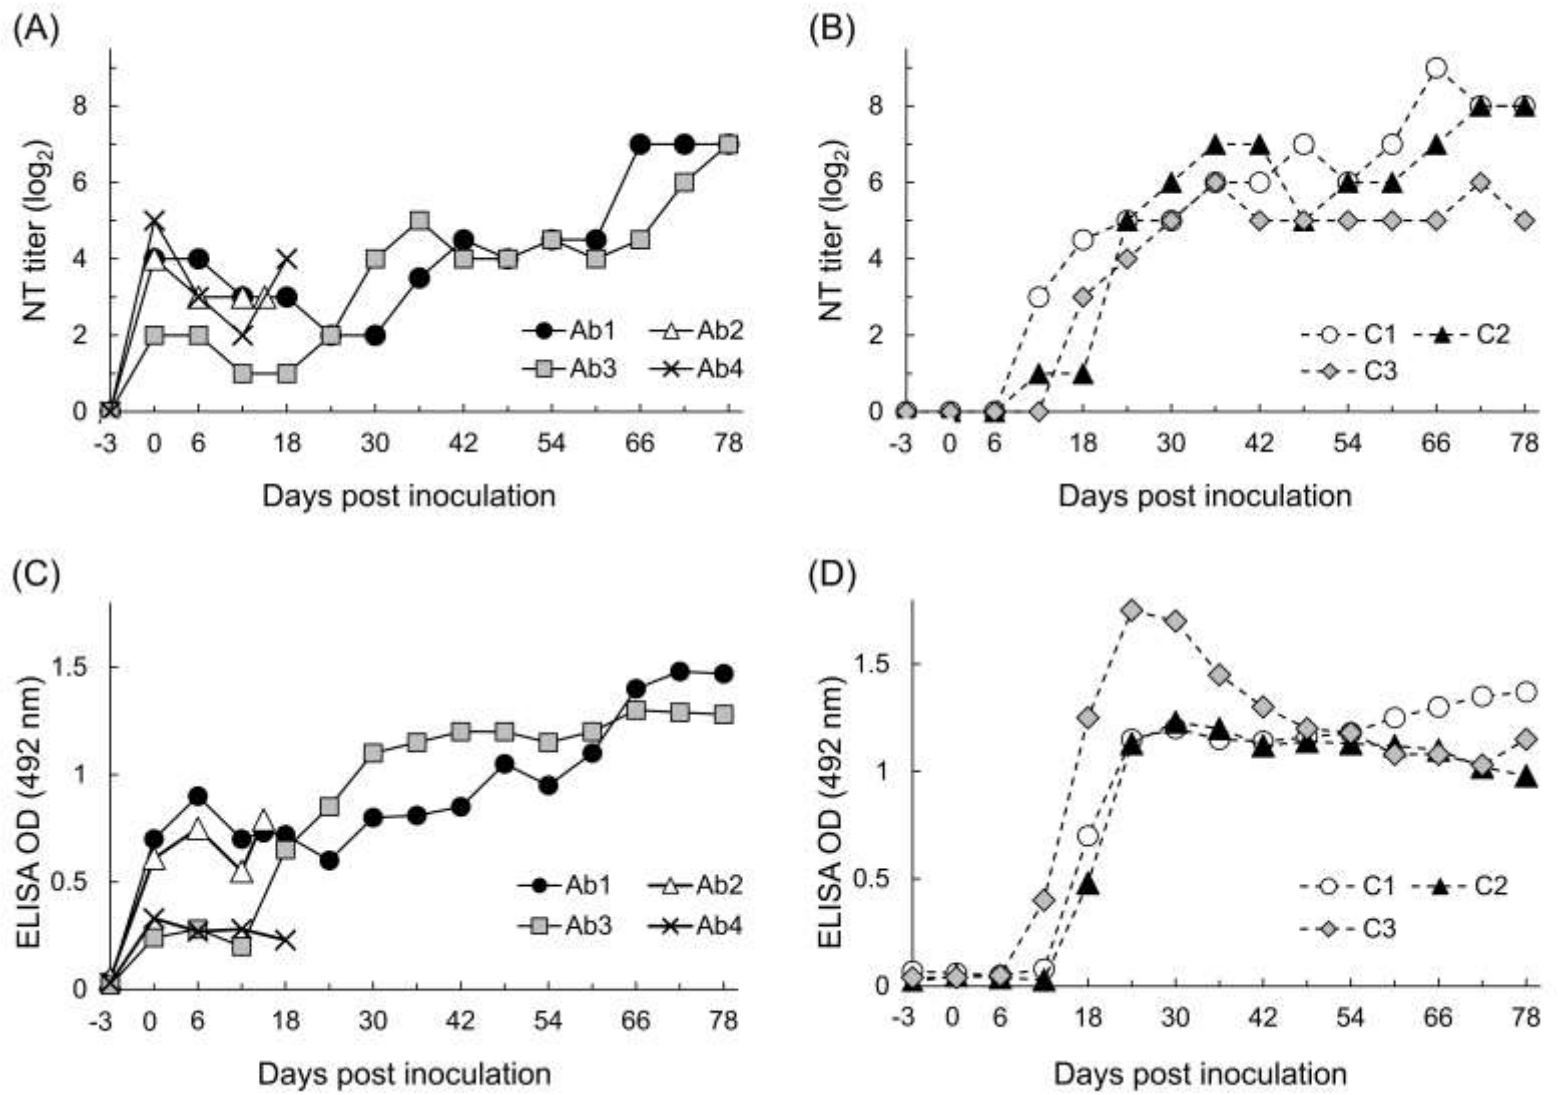 (A)
NT titer (log2)
8
6
4
2
0
-3 0 6 18 30 42 54 66 78
Ab1 Ab2
Ab3 Ab4
Days post inoculation
(B)
NT titer (log2)
8
6
4
2
0
-3 0 6 18 30 42 54 66 78
C1 C2
C3
Days post inoculation
(C)
ELISA OD (492 nm)
1.5
1
0.5
0
-3 0 6 18 30 42 54 66 78
Ab1 Ab2
Ab3 Ab4
Days post inoculation
(D)
ELISA OD (492 nm)
1.5
1
0.5
0
-3 0 6 18 30 42 54 66 78
C1 C2
C3
Days post inoculation